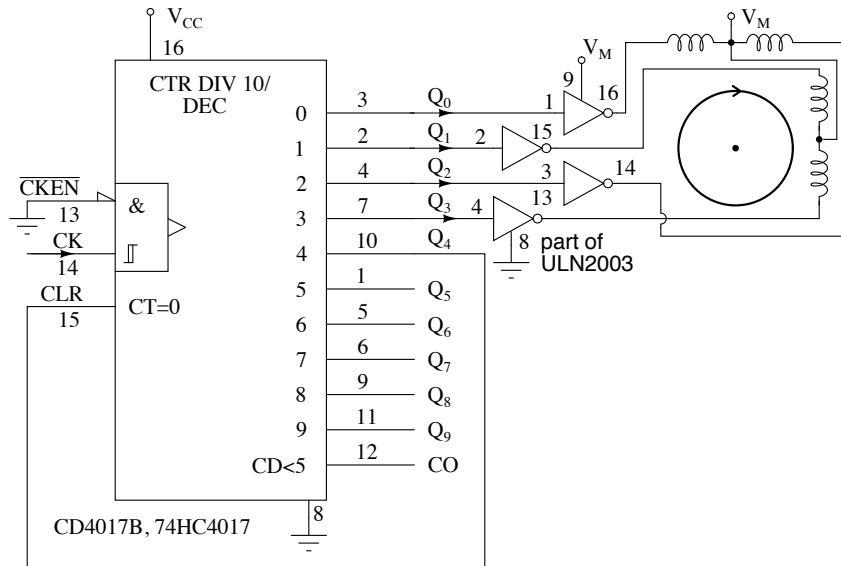 V_CC
16
CTR DIV 10/
DEC
0 3 Q_0
1 2 Q_1
2 4 Q_2
3 7 Q_3
4 10 Q_4
5 1 Q_5
6 5 Q_6
7 6 Q_7
8 9 Q_8
9 11 Q_9
CD<5 12 CO
CKEN
13
&
CK
14
CLR
15
CT=0
8
CD4017B, 74HC4017
V_M
9
1 16
2 15
3 14
4 13
8
part of
ULN2003
V_M